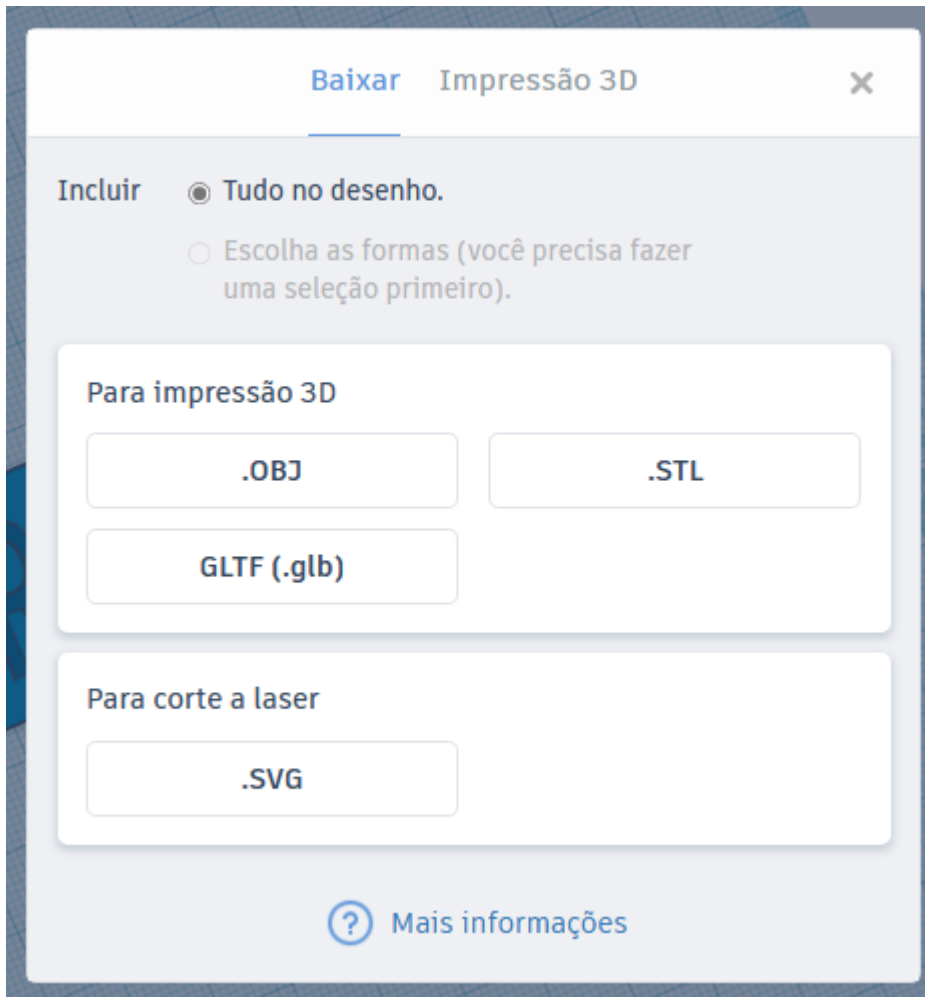 Baixar Impressão 3D
Incluir Tudo no desenho.
Escolha as formas (você precisa fazer
uma seleção primeiro).
Para impressão 3D
.OBJ .STL
GLTF (.glb)
Para corte a laser
.SVG
Mais informações